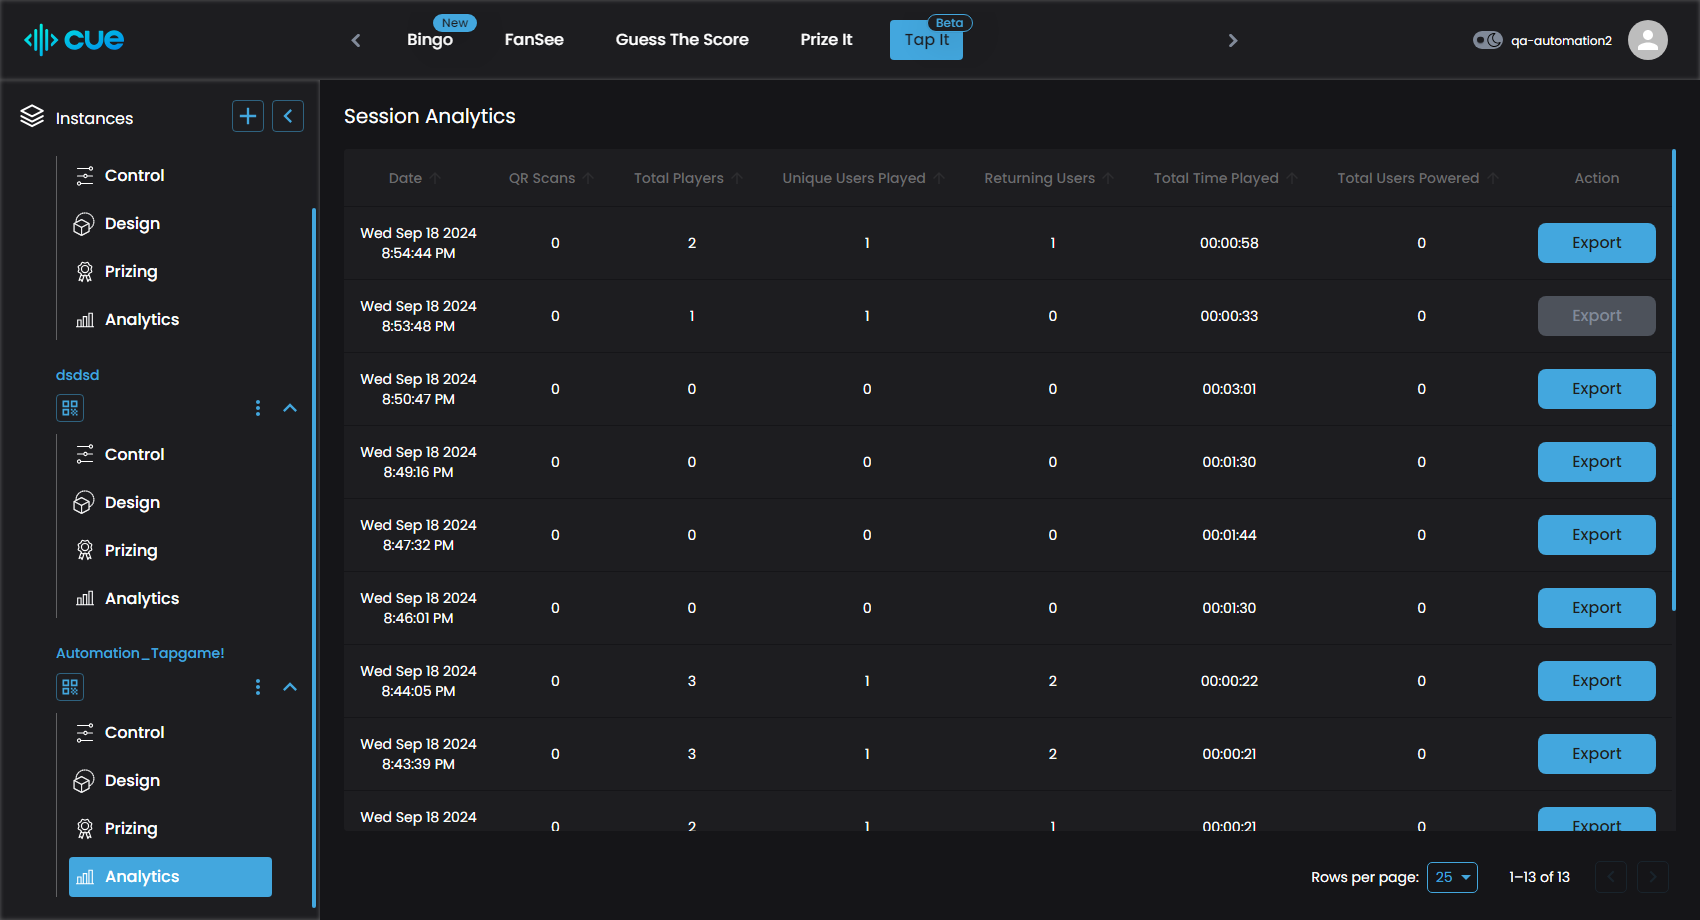 cue
New
Bingo
FanSee
Guess The Score
Prize It
Beta
Tap It
qa-automation2
Instances
Control
Design
Prizing
Analytics
dsdsd
Control
Design
Prizing
Analytics
Automation_Tapgame!
Control
Design
Prizing
Analytics
Session Analytics
Date QR Scans Total Players Unique Users Played Returning Users Total Time Played Total Users Powered Action
Wed Sep 18 2024
8:54:44 PM 0 2 1 1 00:00:58 0 Export
Wed Sep 18 2024
8:53:48 PM 0 1 1 0 00:00:33 0 Export
Wed Sep 18 2024
8:50:47 PM 0 0 0 0 00:03:01 0 Export
Wed Sep 18 2024
8:49:16 PM 0 0 0 0 00:01:30 0 Export
Wed Sep 18 2024
8:47:32 PM 0 0 0 0 00:01:44 0 Export
Wed Sep 18 2024
8:46:01 PM 0 0 0 0 00:01:30 0 Export
Wed Sep 18 2024
8:44:05 PM 0 3 1 2 00:00:22 0 Export
Wed Sep 18 2024
8:43:39 PM 0 3 1 2 00:00:21 0 Export
Wed Sep 18 2024
0 2 1 1 00:00:21 0 Export
Rows per page: 25 1–13 of 13